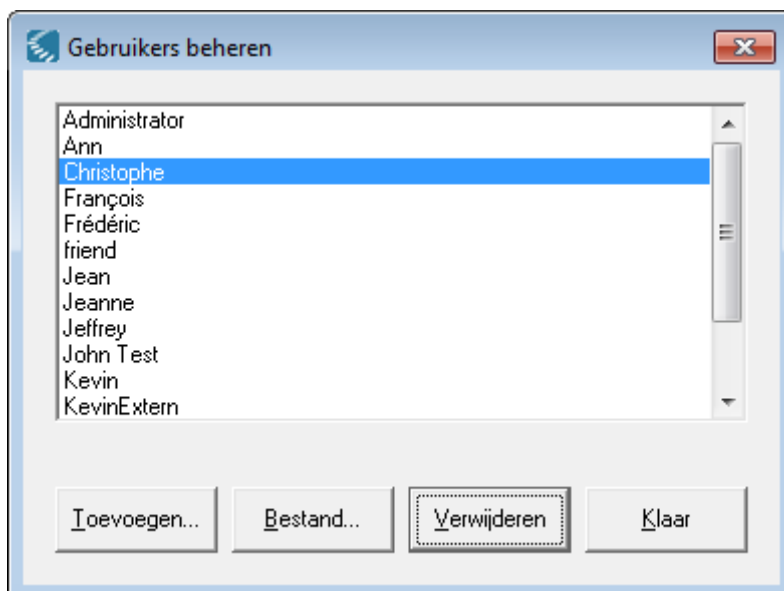 Gebruikers beheren
Administrator
Ann
Christophe
François
Frédéric
friend
Jean
Jeanne
Jeffrey
John Test
Kevin
KevinExtern
Toevoegen... Bestand... Verwijderen Klaar